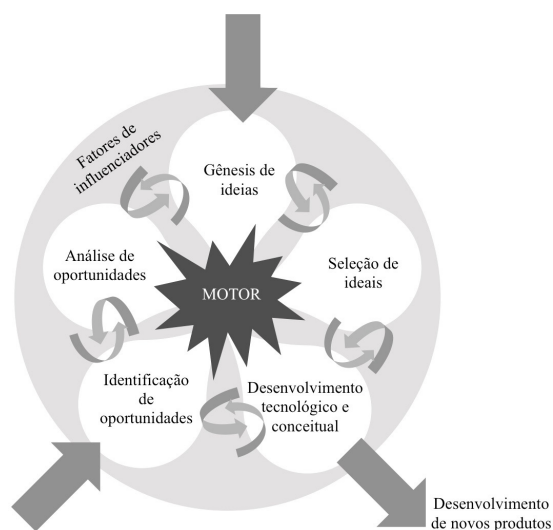 Fatores de
influenciadores
Gênesis de
ideias
Análise de
oportunidades
MOTOR
Seleção de
ideais
Identificação
de
oportunidades
Desenvolvimento
tecnológico e
conceitual
Desenvolvimento
de novos produtos